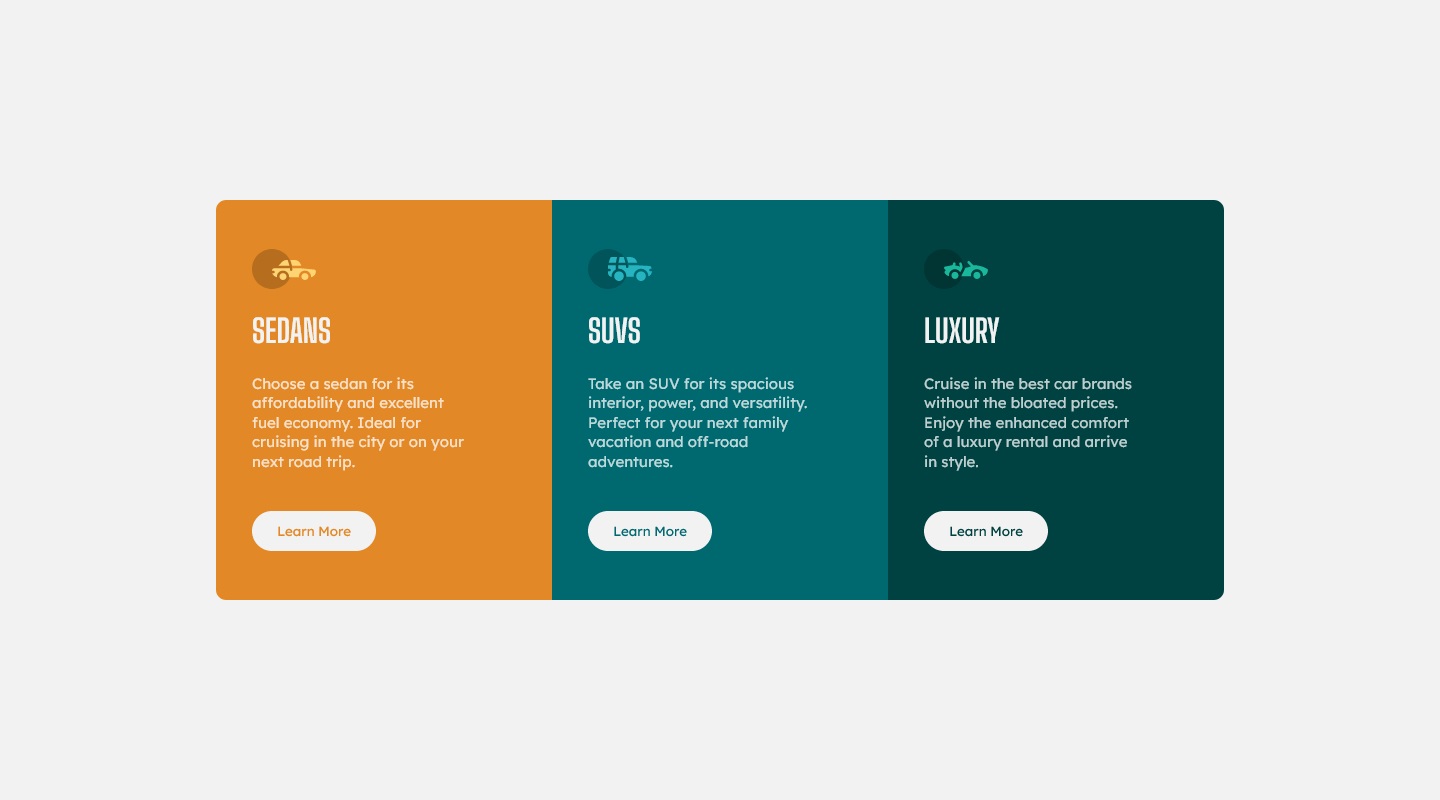 SEDANS
Choose a sedan for its
affordability and excellent
fuel economy. Ideal for
cruising in the city or on your
next road trip.
Learn More
SUVS
Take an SUV for its spacious
interior, power, and versatility.
Perfect for your next family
vacation and off-road
adventures.
Learn More
LUXURY
Cruise in the best car brands
without the bloated prices.
Enjoy the enhanced comfort
of a luxury rental and arrive
in style.
Learn More